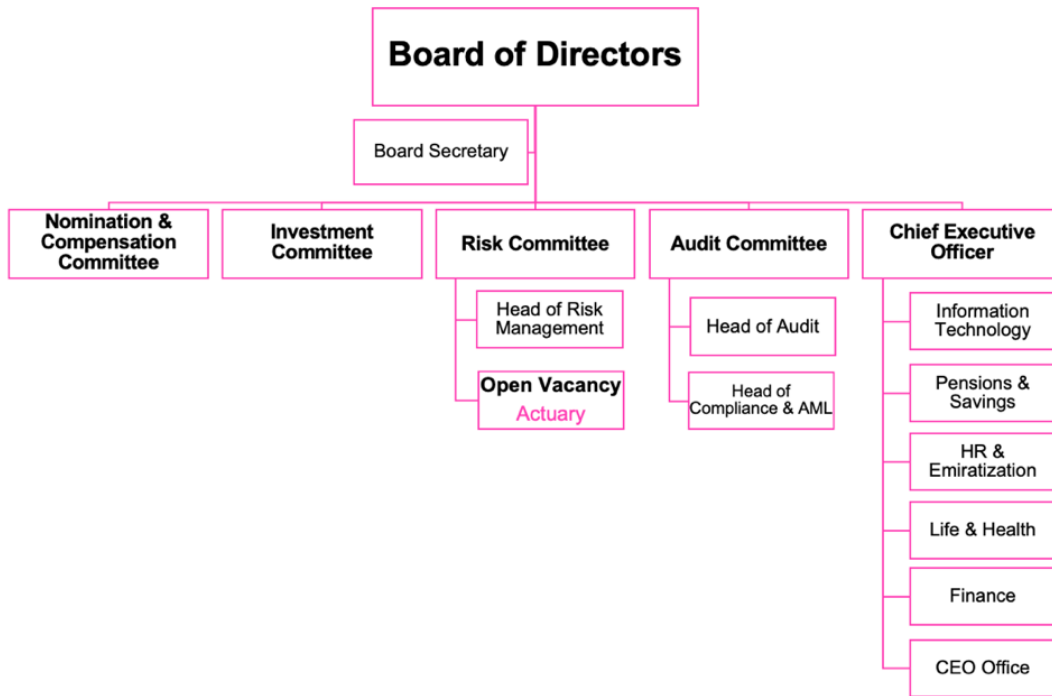 Board of Directors
Board Secretary
Nomination &
Compensation
Committee
Investment
Committee
Risk Committee
Audit Committee
Chief Executive
Officer
Head of Risk
Management
Open Vacancy
Actuary
Head of Audit
Head of
Compliance & AML
Information
Technology
Pensions &
Savings
HR &
Emiratization
Life & Health
Finance
CEO Office